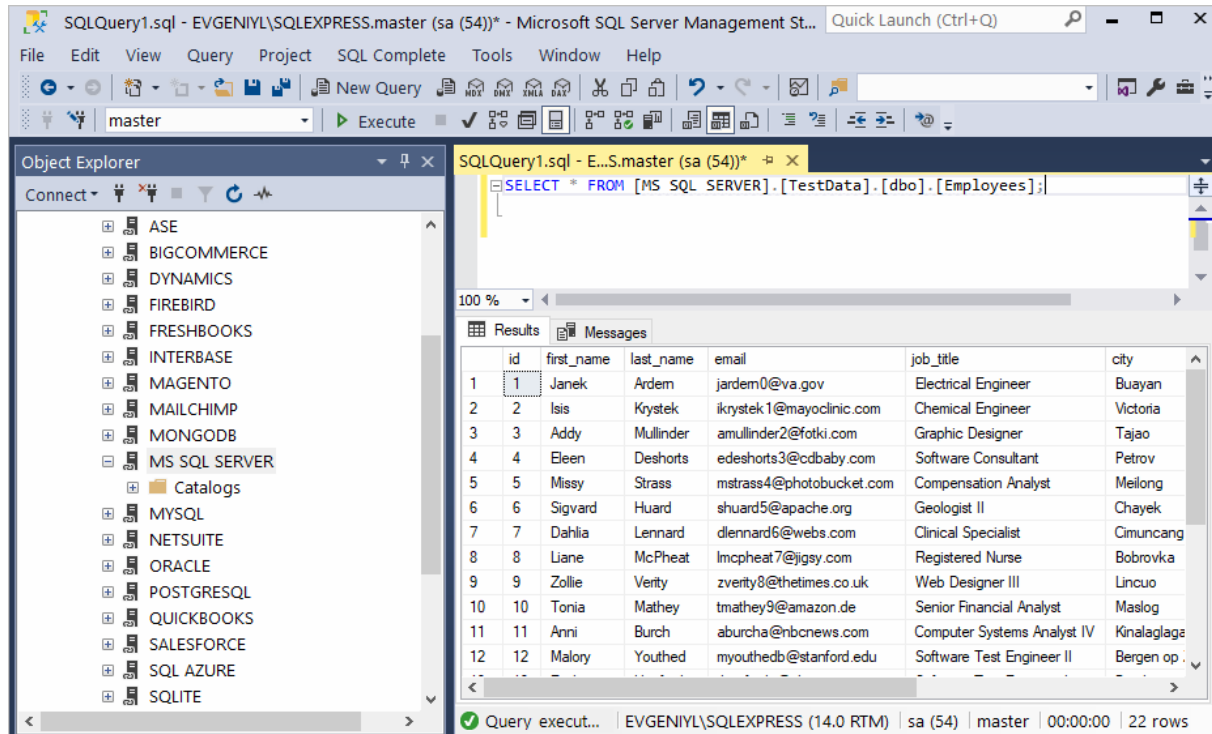 SQLQuery1.sql - EVGENIYL\SQLEXPRESS.master (sa (54))* - Microsoft SQL Server Management St... Quick Launch (Ctrl+Q)
File Edit View Query Project SQL Complete Tools Window Help
New Query MDX DMX XMLA DAX
master Execute
Object Explorer
Connect
ASE
BIGCOMMERCE
DYNAMICS
FIREBIRD
FRESHBOOKS
INTERBASE
MAGENTO
MAILCHIMP
MONGODB
MS SQL SERVER
Catalogs
MYSQL
NETSUITE
ORACLE
POSTGRESQL
QUICKBOOKS
SALESFORCE
SQL AZURE
SQLITE
SQLQuery1.sql - E...S.master (sa (54))*
SELECT * FROM [MS SQL SERVER].[TestData].[dbo].[Employees];
100 %
Results Messages
id first_name last_name email job_title city
1 1 Janek Ardern jardern0@va.gov Electrical Engineer Buayan
2 2 Isis Krystek ikrystek1@mayoclinic.com Chemical Engineer Victoria
3 3 Addy Mullinder amullinder2@fotki.com Graphic Designer Tajao
4 4 Eleen Deshorts edeshorts3@cdbaby.com Software Consultant Petrov
5 5 Missy Strass mstrass4@photobucket.com Compensation Analyst Meilong
6 6 Sigvard Huard shuard5@apache.org Geologist II Chayek
7 7 Dahlia Lennard dlennard6@webs.com Clinical Specialist Cimuncang
8 8 Liane McPheat lmcpheat7@jigsy.com Registered Nurse Bobrovka
9 9 Zollie Verity zverity8@thetimes.co.uk Web Designer III Lincuo
10 10 Tonia Mathey tmathey9@amazon.de Senior Financial Analyst Maslog
11 11 Anni Burch aburcha@nbcnews.com Computer Systems Analyst IV Kinalaglaga
12 12 Malory Youthed myouthedb@stanford.edu Software Test Engineer II Bergen op
Query execut... EVGENIYL\SQLEXPRESS (14.0 RTM) sa (54) master 00:00:00 22 rows